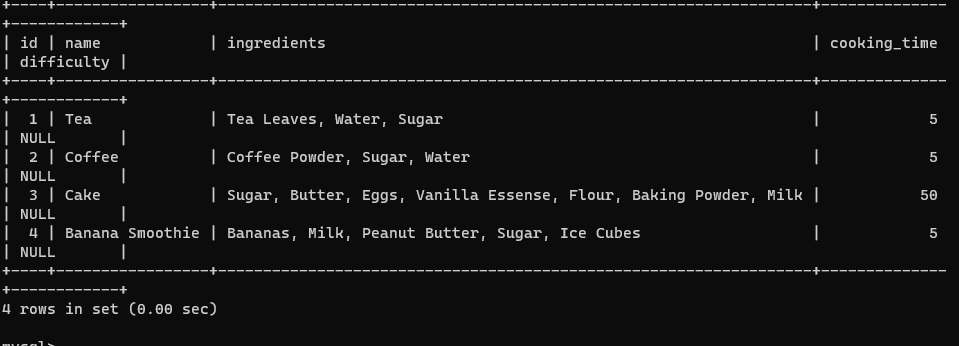 +----+-----------------+------------------------------------------------------------------+--------------
+------------+
| id | name            | ingredients                                                      | cooking_time
| difficulty |
+----+-----------------+------------------------------------------------------------------+--------------
+------------+
|  1 | Tea             | Tea Leaves, Water, Sugar                                         |            5
| NULL       |
|  2 | Coffee          | Coffee Powder, Sugar, Water                                      |            5
| NULL       |
|  3 | Cake            | Sugar, Butter, Eggs, Vanilla Essense, Flour, Baking Powder, Milk |           50
| NULL       |
|  4 | Banana Smoothie | Bananas, Milk, Peanut Butter, Sugar, Ice Cubes                   |            5
| NULL       |
+----+-----------------+------------------------------------------------------------------+--------------
+------------+
4 rows in set (0.00 sec)
mysql>